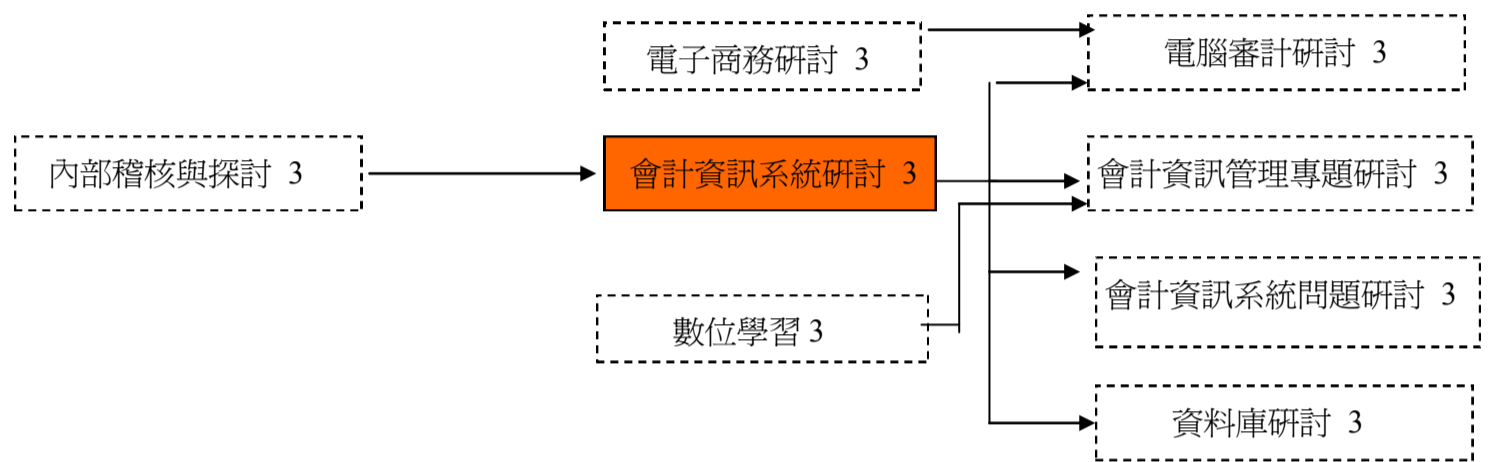 電子商務研討 3
電腦審計研討 3
內部稽核與探討 3
會計資訊系統研討 3
會計資訊管理專題研討 3
會計資訊系統問題研討 3
數位學習 3
資料庫研討 3